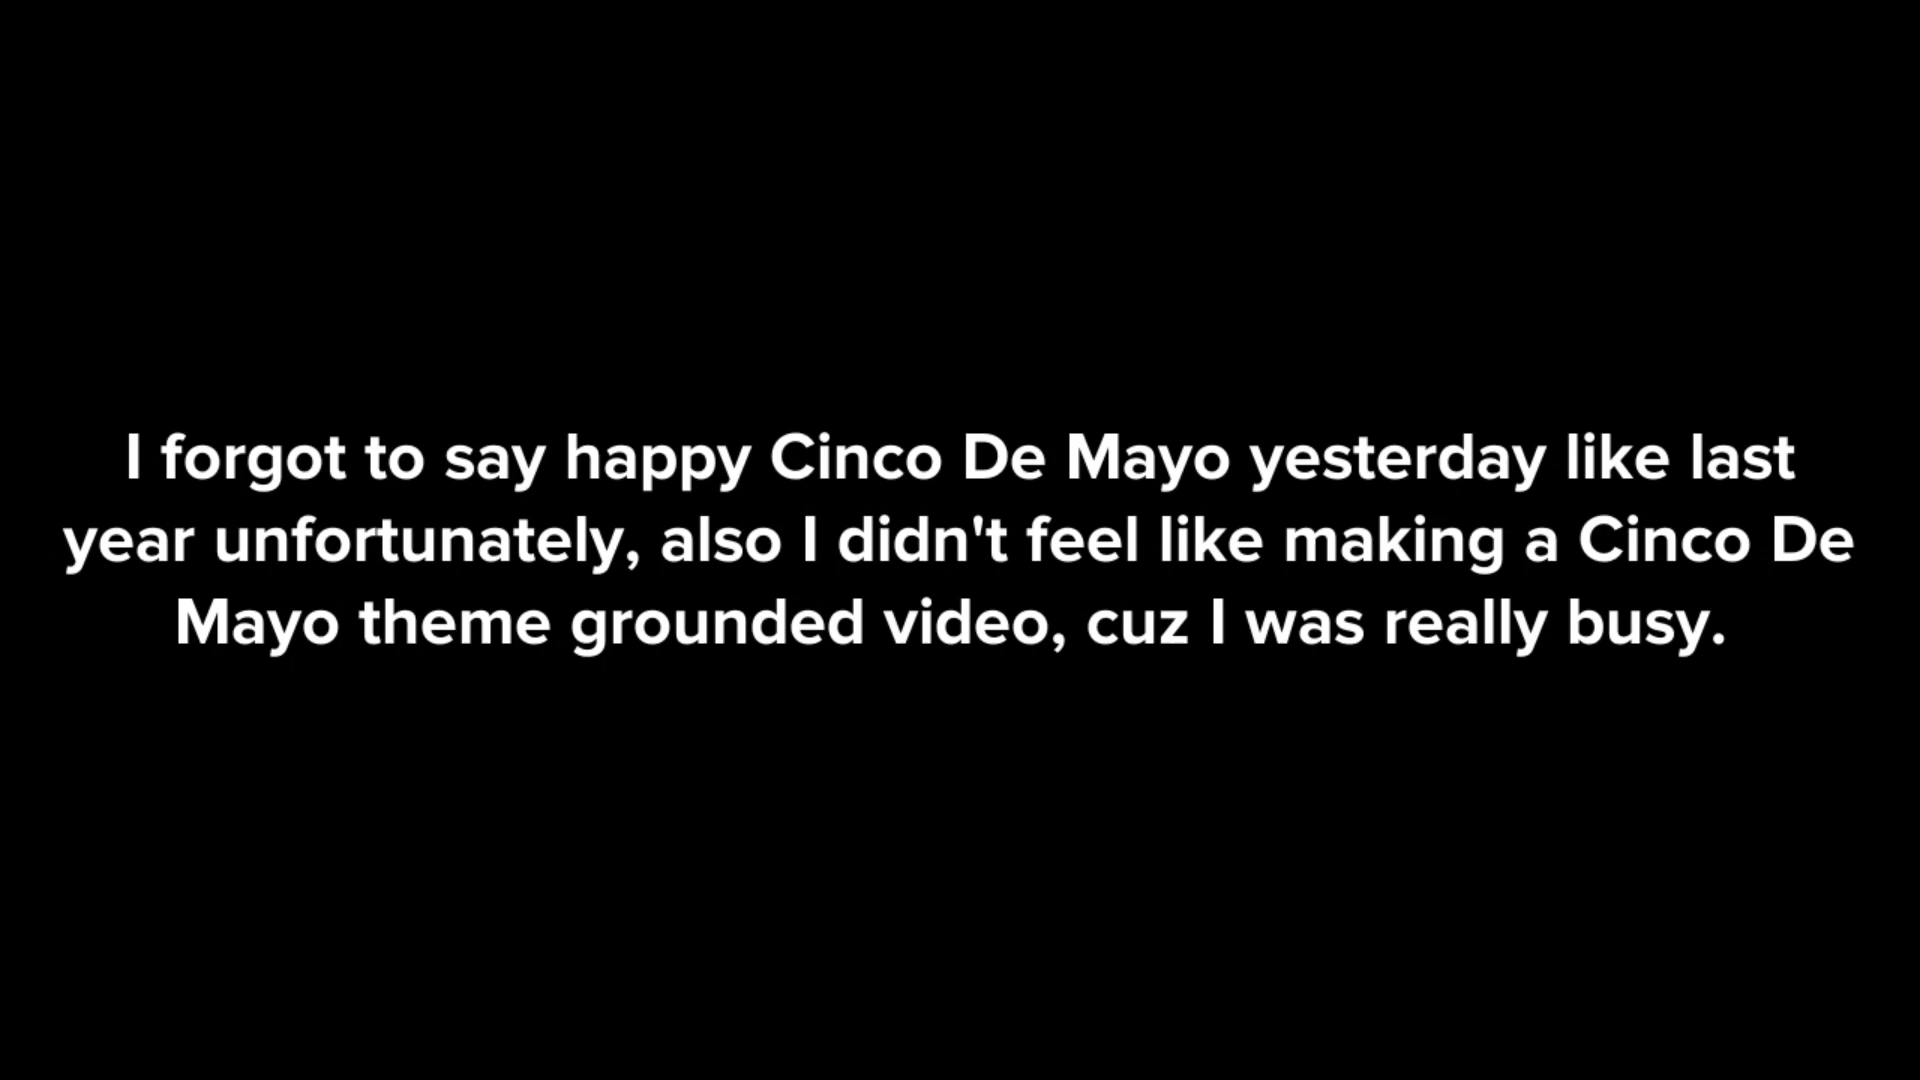 I forgot to say happy Cinco De Mayo yesterday like last
year unfortunately, also I didn't feel like making a Cinco De
Mayo theme grounded video, cuz I was really busy.